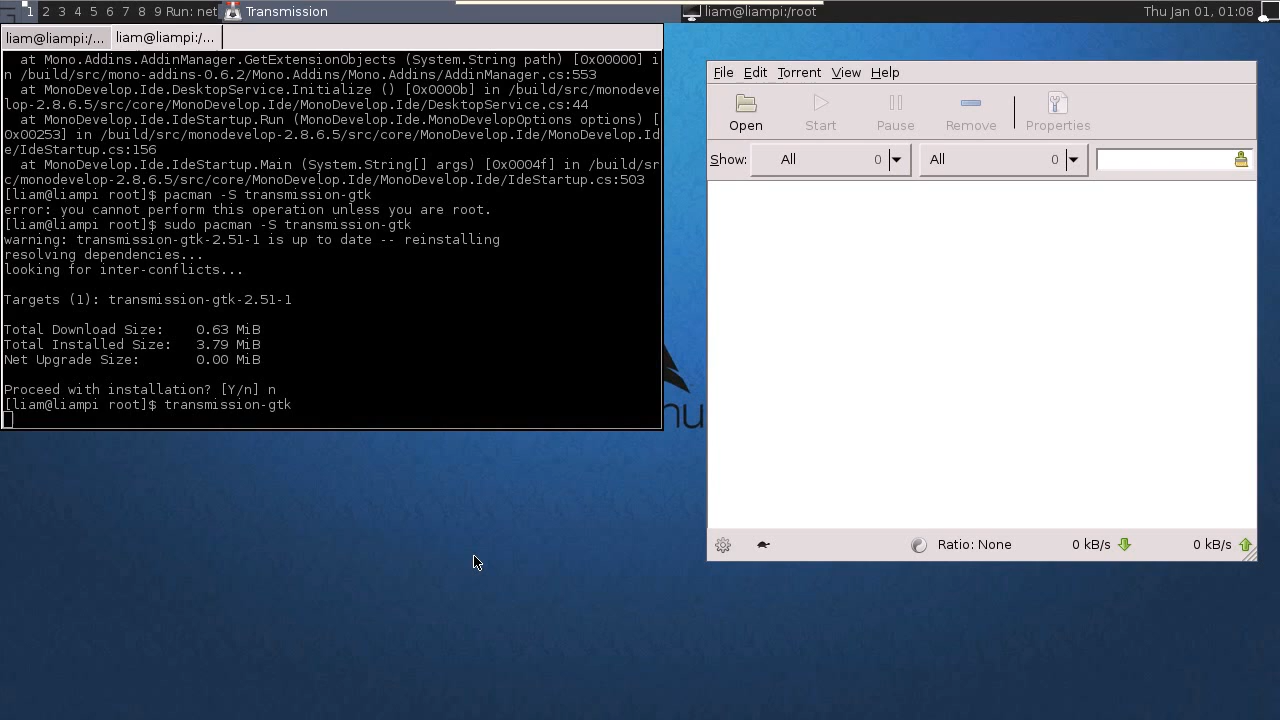 1 2 3 4 5 6 7 8 9 Run: net Transmission liam@liampi:/root Thu Jan 01, 01:08
liam@liampi:/... liam@liampi:/...
at Mono.Addins.AddinManager.GetExtensionObjects (System.String path) [0x00000] i
n /build/src/mono-addins-0.6.2/Mono.Addins/Mono.Addins/AddinManager.cs:553
at MonoDevelop.Ide.DesktopService.Initialize () [0x0000b] in /build/src/monodeve
lop-2.8.6.5/src/core/MonoDevelop.Ide/MonoDevelop.Ide/DesktopService.cs:44
at MonoDevelop.Ide.IdeStartup.Run (MonoDevelop.Ide.MonoDevelopOptions options) [
0x00253] in /build/src/monodevelop-2.8.6.5/src/core/MonoDevelop.Ide/MonoDevelop.Id
e/IdeStartup.cs:156
at MonoDevelop.Ide.IdeStartup.Main (System.String[] args) [0x0004f] in /build/sr
c/monodevelop-2.8.6.5/src/core/MonoDevelop.Ide/MonoDevelop.Ide/IdeStartup.cs:503
[liam@liampi root]$ pacman -S transmission-gtk
error: you cannot perform this operation unless you are root.
[liam@liampi root]$ sudo pacman -S transmission-gtk
warning: transmission-gtk-2.51-1 is up to date -- reinstalling
resolving dependencies...
looking for inter-conflicts...
Targets (1): transmission-gtk-2.51-1
Total Download Size: 0.63 MiB
Total Installed Size: 3.79 MiB
Net Upgrade Size: 0.00 MiB
Proceed with installation? [Y/n] n
[liam@liampi root]$ transmission-gtk
File Edit Torrent View Help
Open Start Pause Remove Properties
Show: All 0 All 0
Ratio: None 0 kB/s 0 kB/s